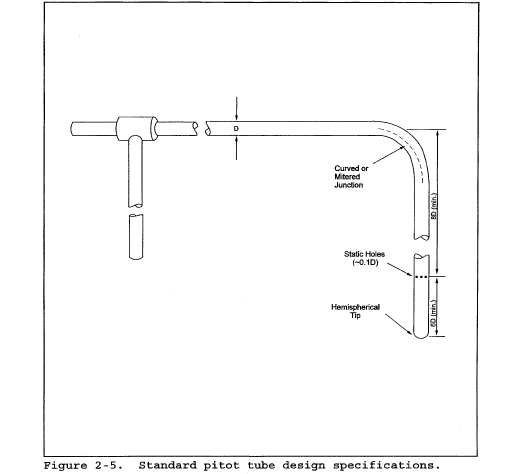 D
Curved or
Mitered
Junction
8D (min.)
Static Holes
(~0.1D)
Hemispherical
Tip
6D (min.)
Figure 2-5.  Standard pitot tube design specifications.